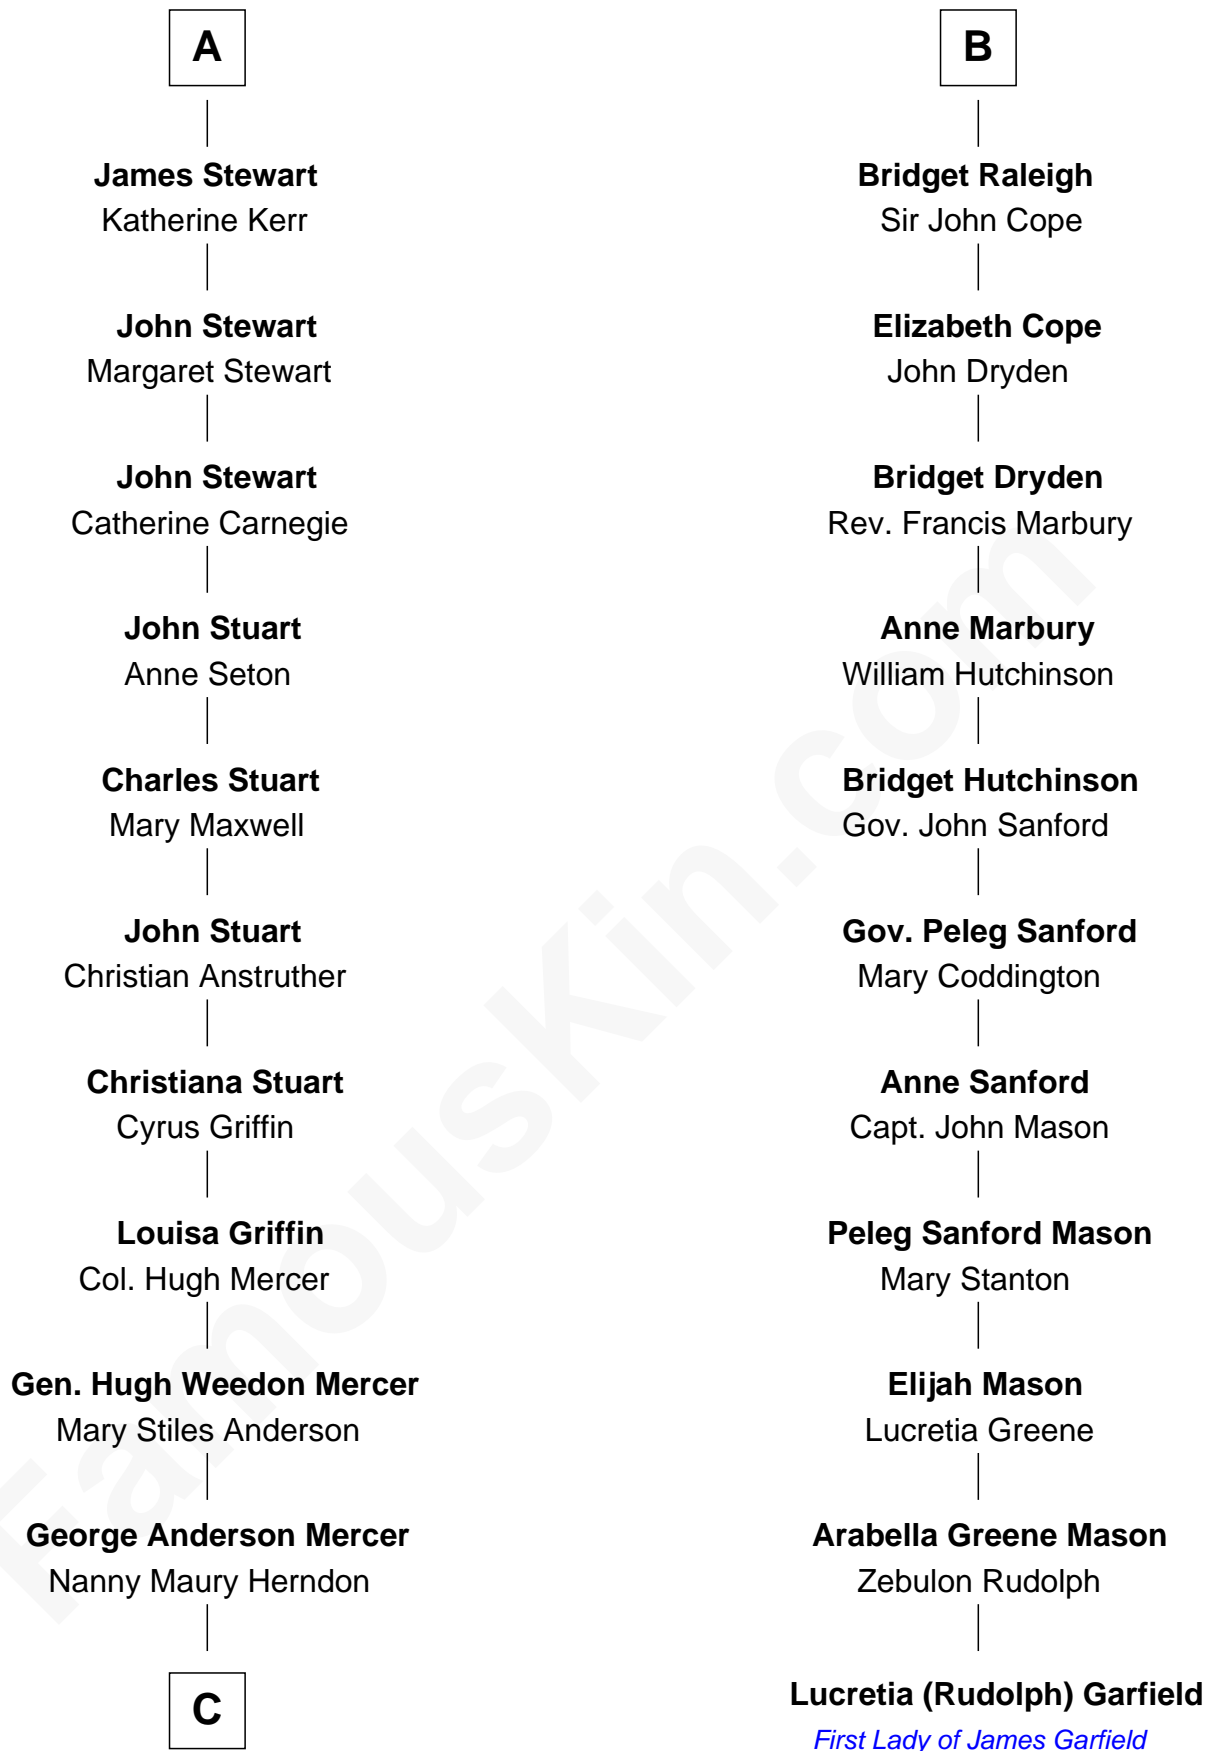 A
James Stewart
Katherine Kerr
John Stewart
Margaret Stewart
John Stewart
Catherine Carnegie
John Stuart
Anne Seton
Charles Stuart
Mary Maxwell
John Stuart
Christian Anstruther
Christiana Stuart
Cyrus Griffin
Louisa Griffin
Col. Hugh Mercer
Gen. Hugh Weedon Mercer
Mary Stiles Anderson
George Anderson Mercer
Nanny Maury Herndon
C
B
Bridget Raleigh
Sir John Cope
Elizabeth Cope
John Dryden
Bridget Dryden
Rev. Francis Marbury
Anne Marbury
William Hutchinson
Bridget Hutchinson
Gov. John Sanford
Gov. Peleg Sanford
Mary Coddington
Anne Sanford
Capt. John Mason
Peleg Sanford Mason
Mary Stanton
Elijah Mason
Lucretia Greene
Arabella Greene Mason
Zebulon Rudolph
Lucretia (Rudolph) Garfield
First Lady of James Garfield
FamousKin.com